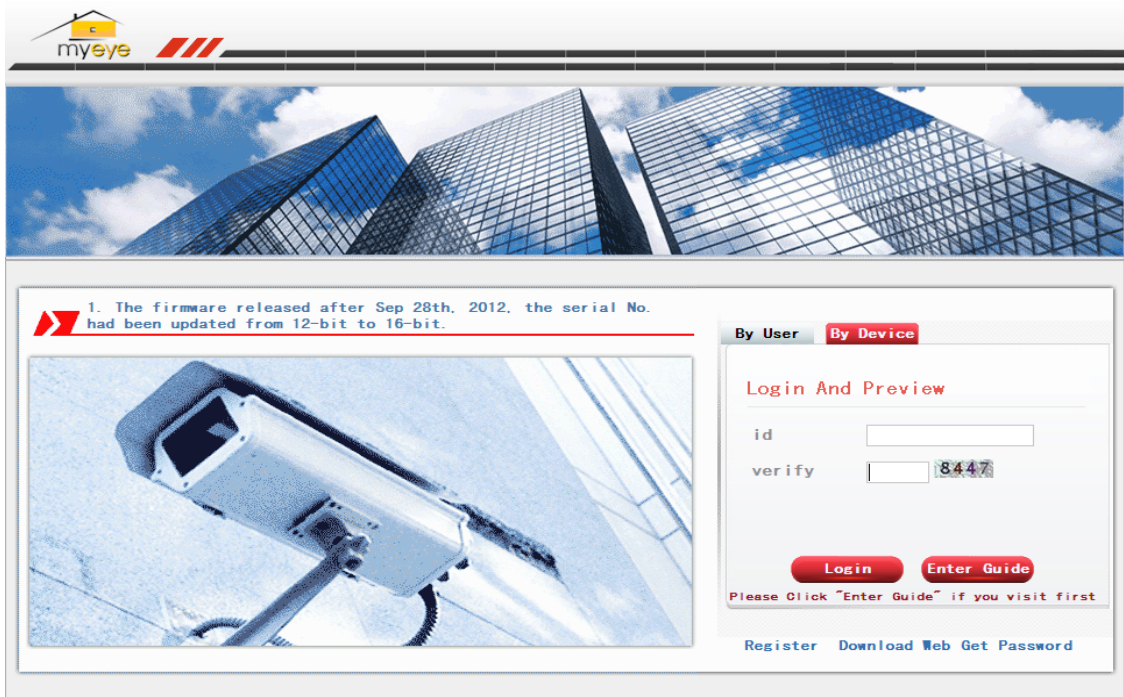 myeye
1. The firmware released after Sep 28th, 2012, the serial No.
had been updated from 12-bit to 16-bit.
By User By Device
Login And Preview
id
verify 8447
Login Enter Guide
Please Click "Enter Guide" if you visit first
Register Download Web Get Password